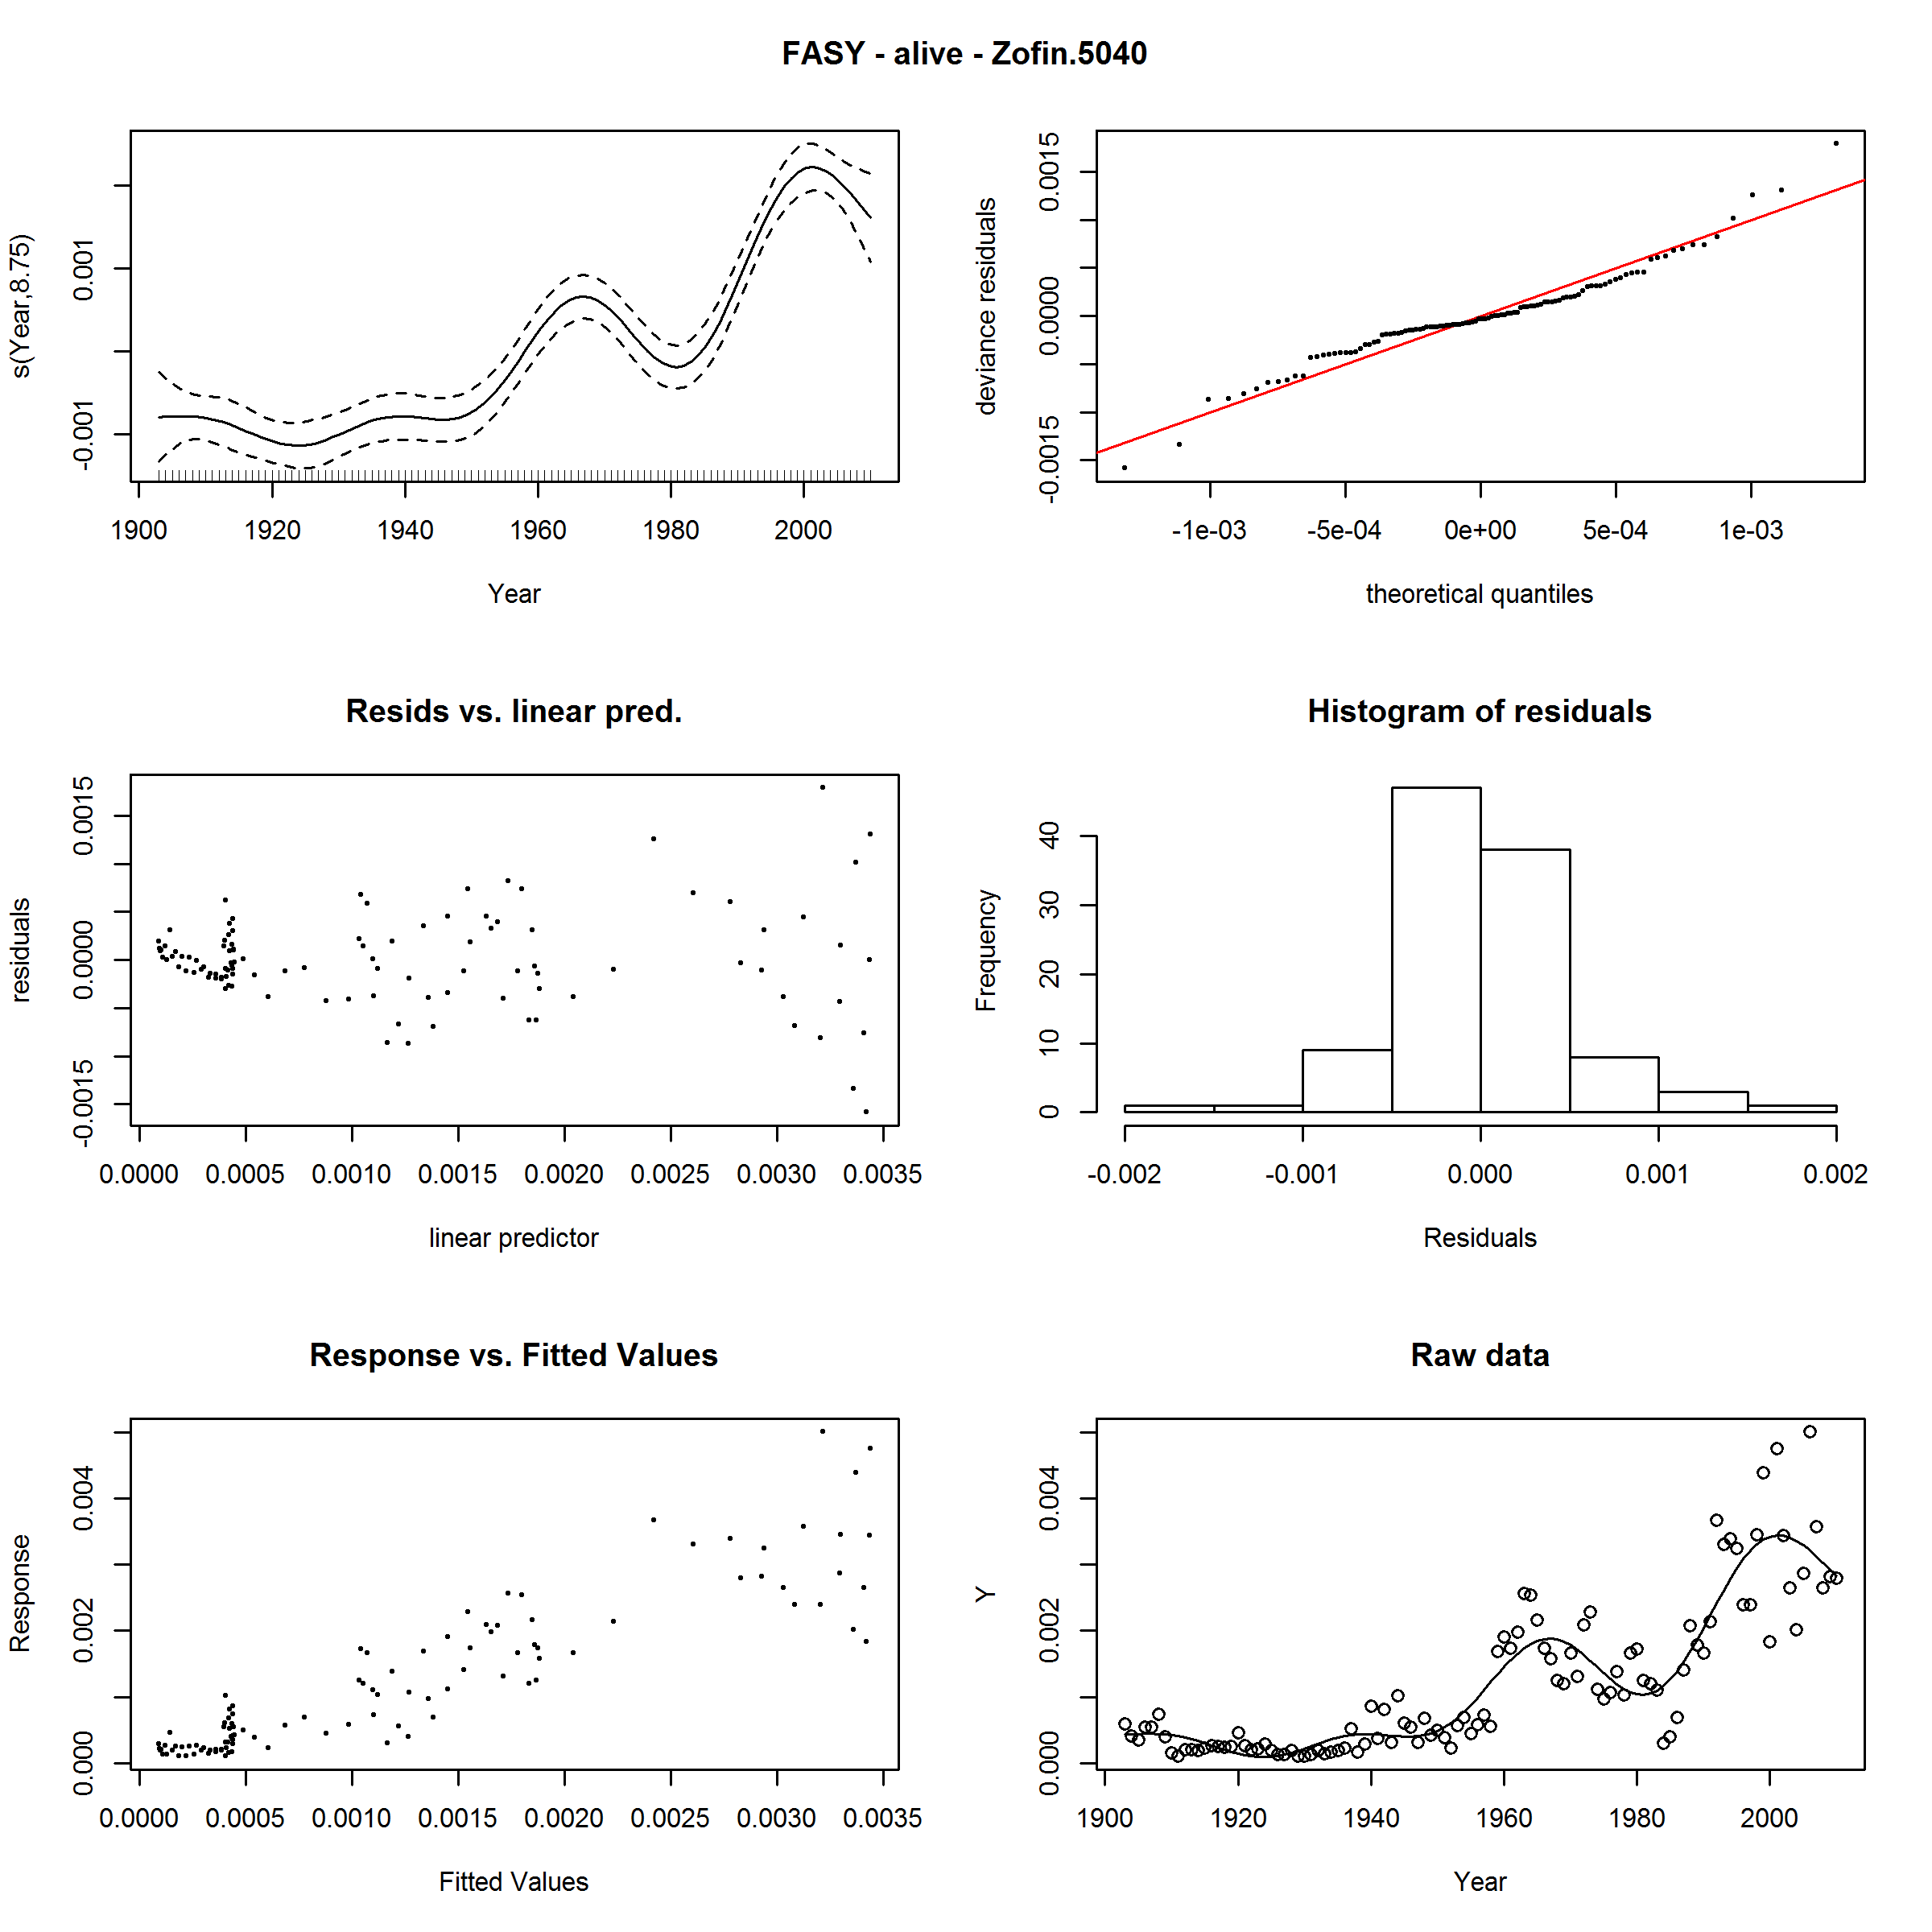 FASY - alive - Zofin.5040
s(Year,8.75)
-0.001 0.001
1900 1920 1940 1960 1980 2000
Year
deviance residuals
-0.0015 0.0000 0.0015
-1e-03 -5e-04 0e+00 5e-04 1e-03
theoretical quantiles
Resids vs. linear pred.
residuals
-0.0015 0.0000 0.0015
0.0000 0.0005 0.0010 0.0015 0.0020 0.0025 0.0030 0.0035
linear predictor
Histogram of residuals
Frequency
0 10 20 30 40
-0.002 -0.001 0.000 0.001 0.002
Residuals
Response vs. Fitted Values
Response
0.000 0.002 0.004
0.0000 0.0005 0.0010 0.0015 0.0020 0.0025 0.0030 0.0035
Fitted Values
Raw data
Y
0.000 0.002 0.004
1900 1920 1940 1960 1980 2000
Year